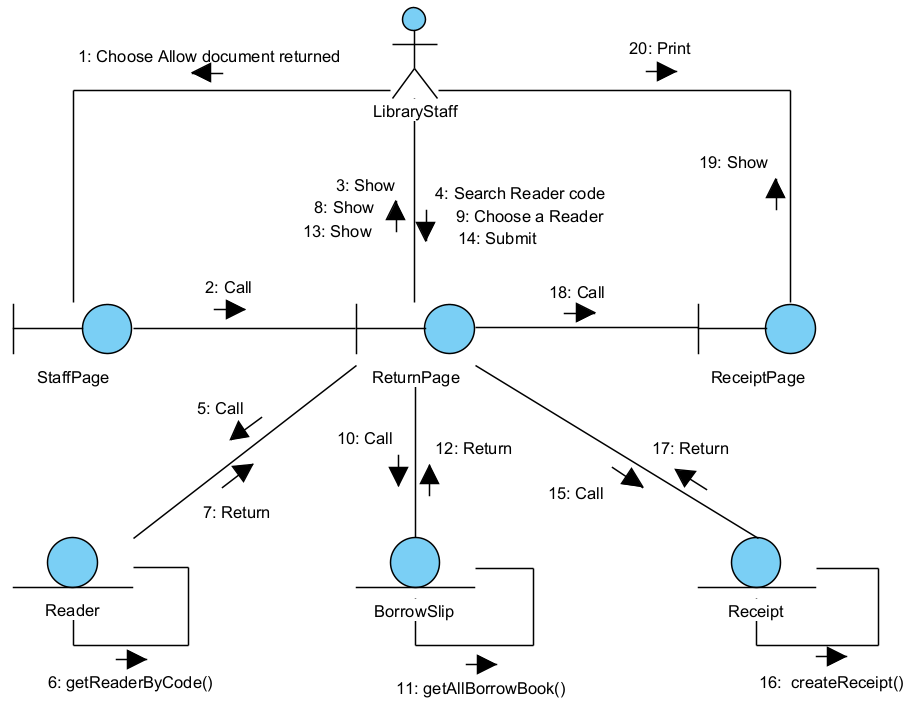 1: Choose Allow document returned
20: Print
LibraryStaff
19: Show
3: Show
4: Search Reader code
8: Show
9: Choose a Reader
13: Show
14: Submit
2: Call
18: Call
StaffPage
ReturnPage
ReceiptPage
5: Call
10: Call
12: Return
17: Return
15: Call
7: Return
Reader
BorrowSlip
Receipt
6: getReaderByCode()
11: getAllBorrowBook()
16: createReceipt()